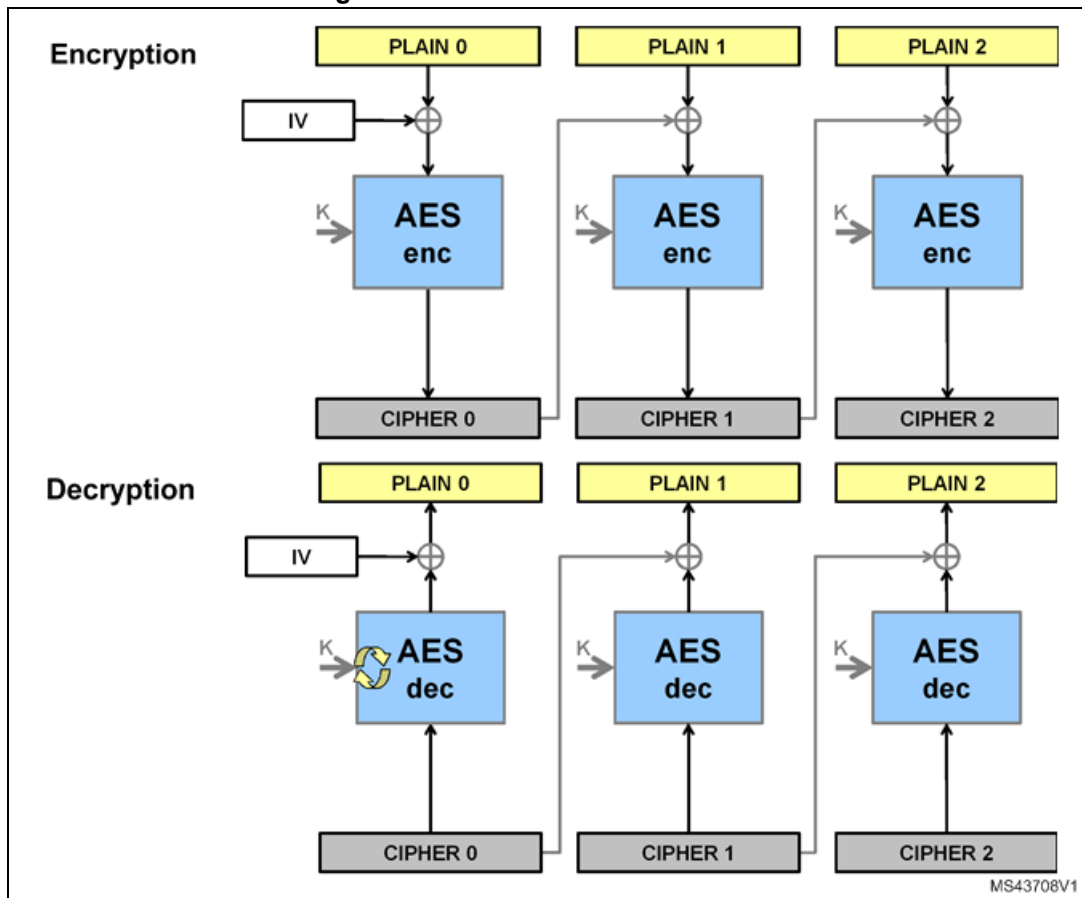 Encryption
PLAIN 0
PLAIN 1
PLAIN 2
IV
K
AES
enc
K
AES
enc
K
AES
enc
CIPHER 0
CIPHER 1
CIPHER 2
Decryption
PLAIN 0
PLAIN 1
PLAIN 2
IV
K
AES
dec
K
AES
dec
K
AES
dec
CIPHER 0
CIPHER 1
CIPHER 2
MS43708V1